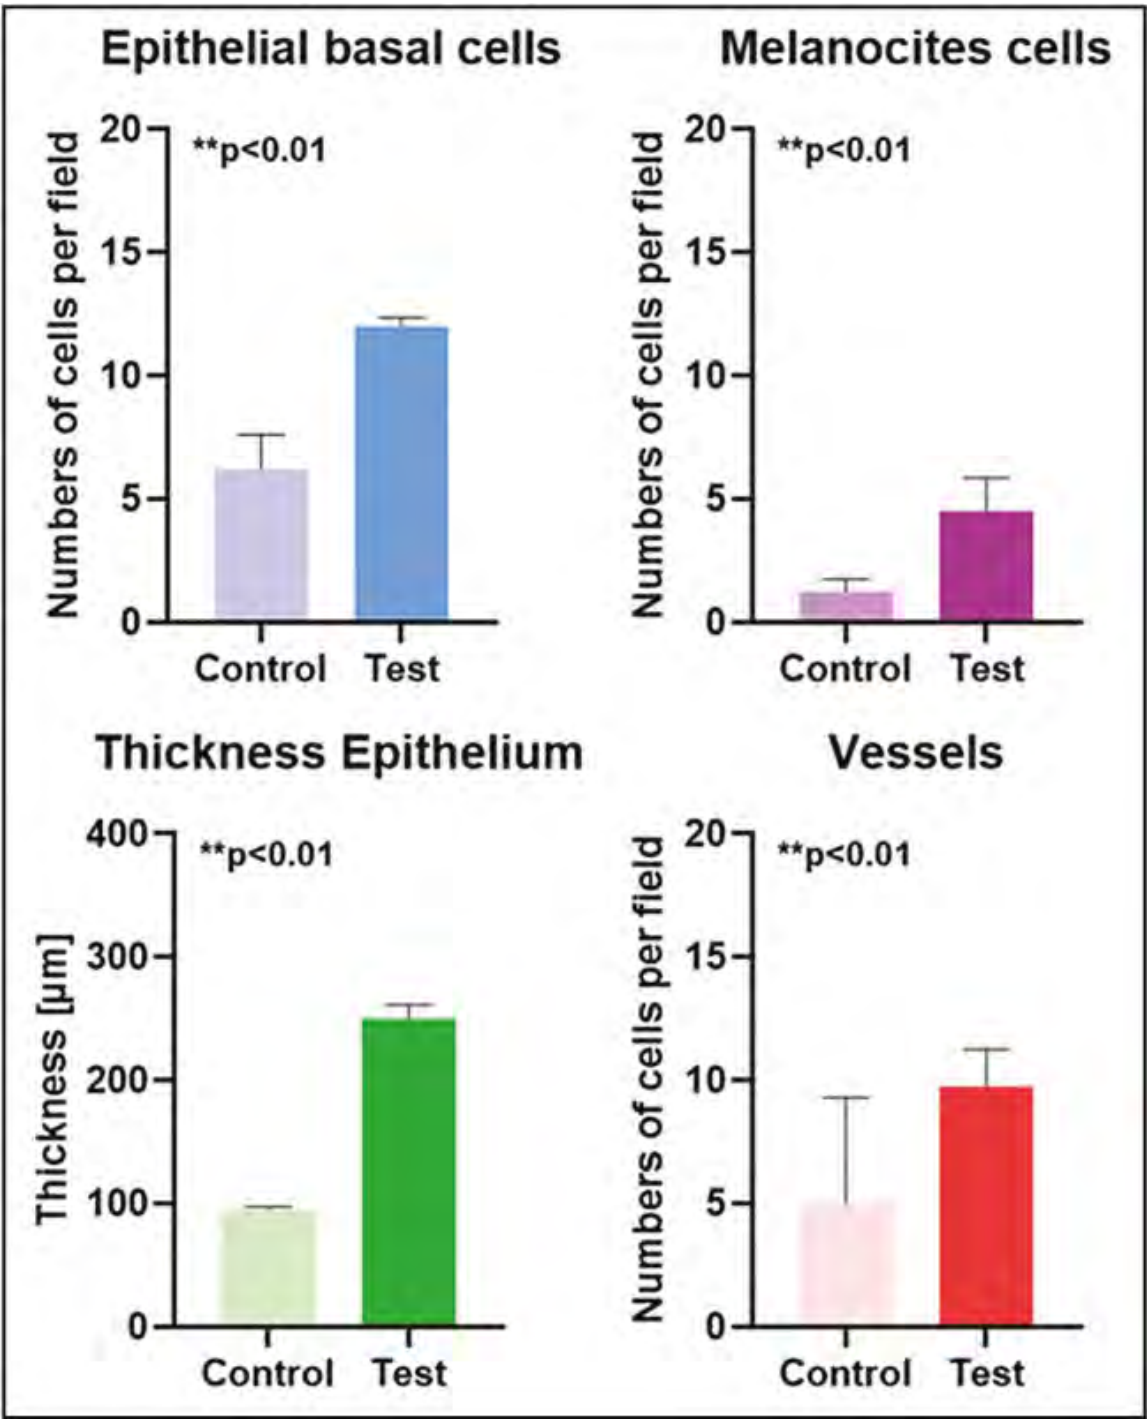 Epithelial basal cells
Numbers of cells per field
20
15
10
5
0
**p<0.01
Control Test
Melanocites cells
Numbers of cells per field
20
15
10
5
0
**p<0.01
Control Test
Thickness Epithelium
Thickness [µm]
400
300
200
100
0
**p<0.01
Control Test
Vessels
Numbers of cells per field
20
15
10
5
0
**p<0.01
Control Test